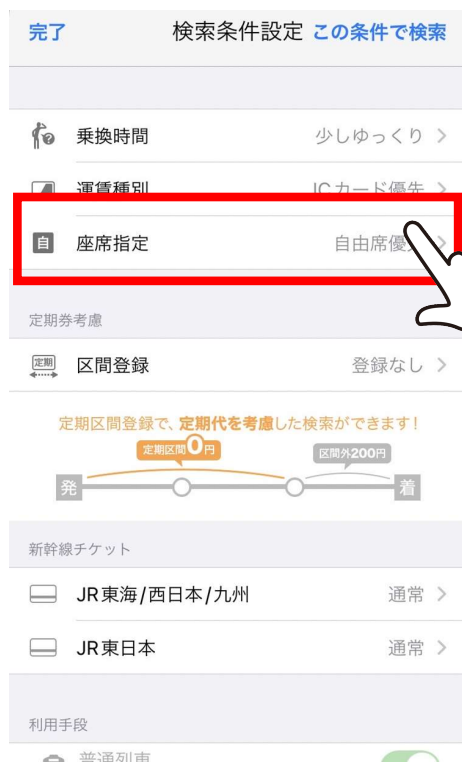 完了 検索条件設定 この条件で検索
乗換時間 少しゆっくり
運賃種別 ICカード優先
自 座席指定 自由席優
定期券考慮
定期 区間登録 登録なし
定期区間登録で、定期代を考慮した検索ができます!
定期区間0円 区間外200円
発 着
新幹線チケット
JR東海/西日本/九州 通常
JR東日本 通常
利用手段
普通列車